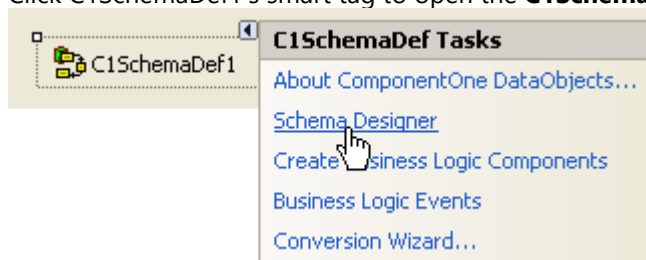 Click C1SchemaDef1's smart tag to open the C1Schema
C1SchemaDef1
C1SchemaDef Tasks
About ComponentOne DataObjects...
Schema Designer
Create Business Logic Components
Business Logic Events
Conversion Wizard...